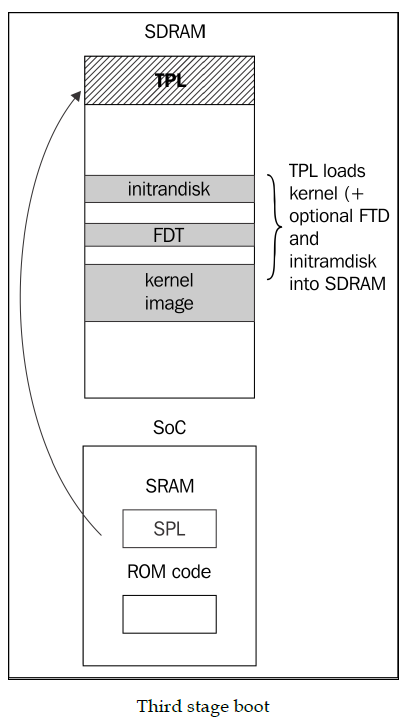 SDRAM
TPL
initrandisk
FDT
kernel
image
TPL loads
kernel (+
optional FTD
and
initramdisk
into SDRAM
SoC
SRAM
SPL
ROM code
Third stage boot